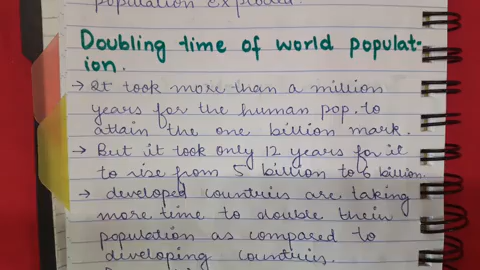 population explode
Doubling time of world populat-
ion.
→ It took more than a million
years for the human pop. to
attain the one billion mark.
→ But it took only 12 years for it
to rise from 5 billion to 6 billion.
→ developed countries are taking
more time to double their
population as compared to
developing countries.